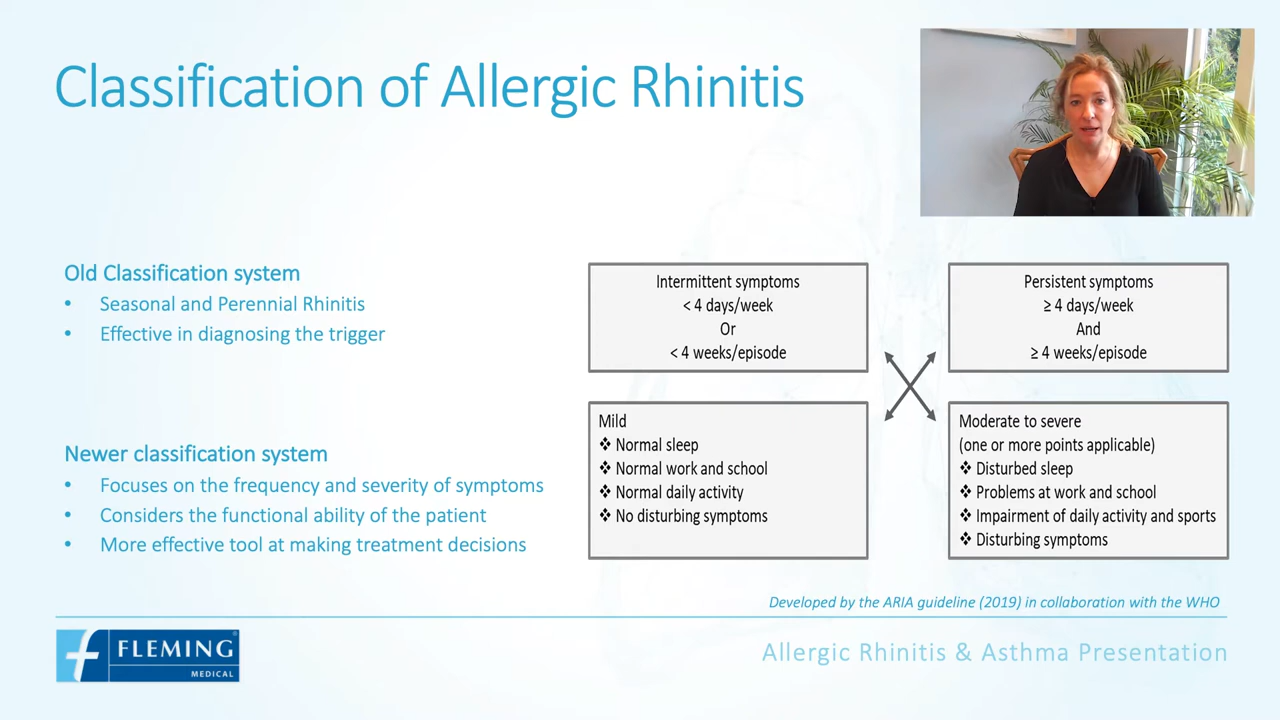 Classification of Allergic Rhinitis
Old Classification system
• Seasonal and Perennial Rhinitis
• Effective in diagnosing the trigger
Newer classification system
• Focuses on the frequency and severity of symptoms
• Considers the functional ability of the patient
• More effective tool at making treatment decisions
Intermittent symptoms
< 4 days/week
Or
< 4 weeks/episode
Persistent symptoms
≥ 4 days/week
And
≥ 4 weeks/episode
Mild
❖ Normal sleep
❖ Normal work and school
❖ Normal daily activity
❖ No disturbing symptoms
Moderate to severe
(one or more points applicable)
❖ Disturbed sleep
❖ Problems at work and school
❖ Impairment of daily activity and sports
❖ Disturbing symptoms
Developed by the ARIA guideline (2019) in collaboration with the WHO
FLEMING®
MEDICAL
Allergic Rhinitis & Asthma Presentation